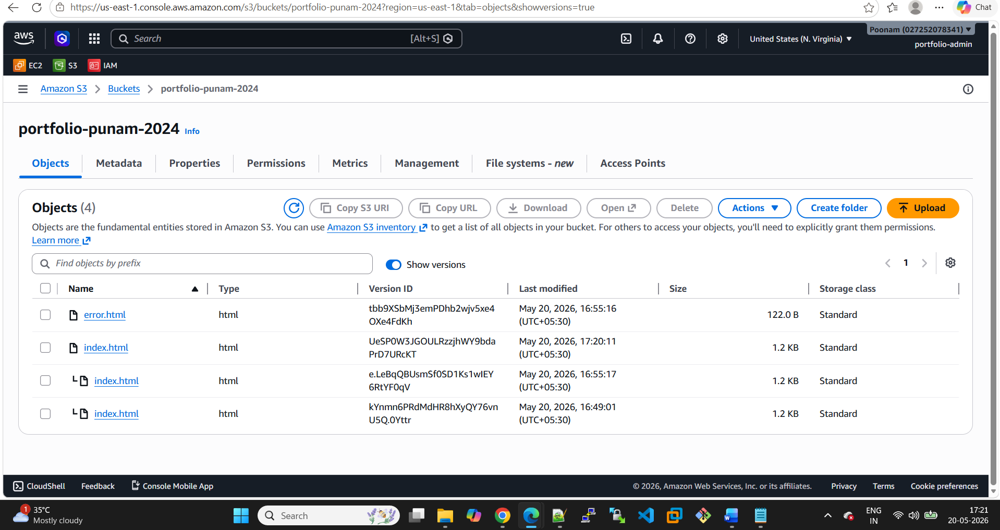 https://us-east-1.console.aws.amazon.com/s3/buckets/portfolio-punam-2024?region=us-east-1&tab=objects&showversions=true
Chat
aws
Search
[Alt+S]
United States (N. Virginia)
Poonam (027252078341)
portfolio-admin
EC2
S3
IAM
Amazon S3
Buckets
portfolio-punam-2024
portfolio-punam-2024 Info
Objects
Metadata
Properties
Permissions
Metrics
Management
File systems - new
Access Points
Objects (4)
Copy S3 URI
Copy URL
Download
Open
Delete
Actions
Create folder
Upload
Objects are the fundamental entities stored in Amazon S3. You can use Amazon S3 inventory to get a list of all objects in your bucket. For others to access your objects, you'll need to explicitly grant them permissions.
Learn more
Find objects by prefix
Show versions
1
Name Type Version ID Last modified Size Storage class
error.html html tbb9XSbMj3emPDhb2wjv5xe4 May 20, 2026, 16:55:16 122.0 B Standard
OXe4FdKh (UTC+05:30)
index.html html UeSP0W3JGOULRzzjhWY9bda May 20, 2026, 17:20:11 1.2 KB Standard
PrD7URcKT (UTC+05:30)
index.html html e.LeBqQBUsmSf0SD1Ks1wIEY May 20, 2026, 16:55:17 1.2 KB Standard
6RtYF0qV (UTC+05:30)
index.html html kYnmn6PRdMdHR8hXyQY76vn May 20, 2026, 16:49:01 1.2 KB Standard
U5Q.0Yttr (UTC+05:30)
CloudShell
Feedback
Console Mobile App
© 2026, Amazon Web Services, Inc. or its affiliates.
Privacy
Terms
Cookie preferences
1
35°C
Mostly cloudy
Search
ENG
IN
17:21
20-05-2026